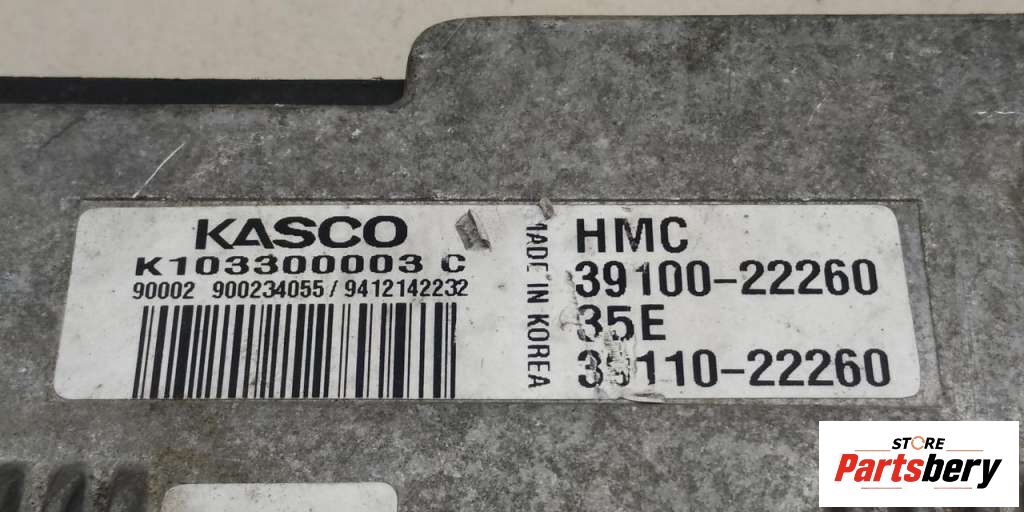 KASCO
K103300003 C
90002 900234055/9412142232
MADE IN KOREA
HMC
39100-22260
35E
39110-22260
STORE
Partsbery